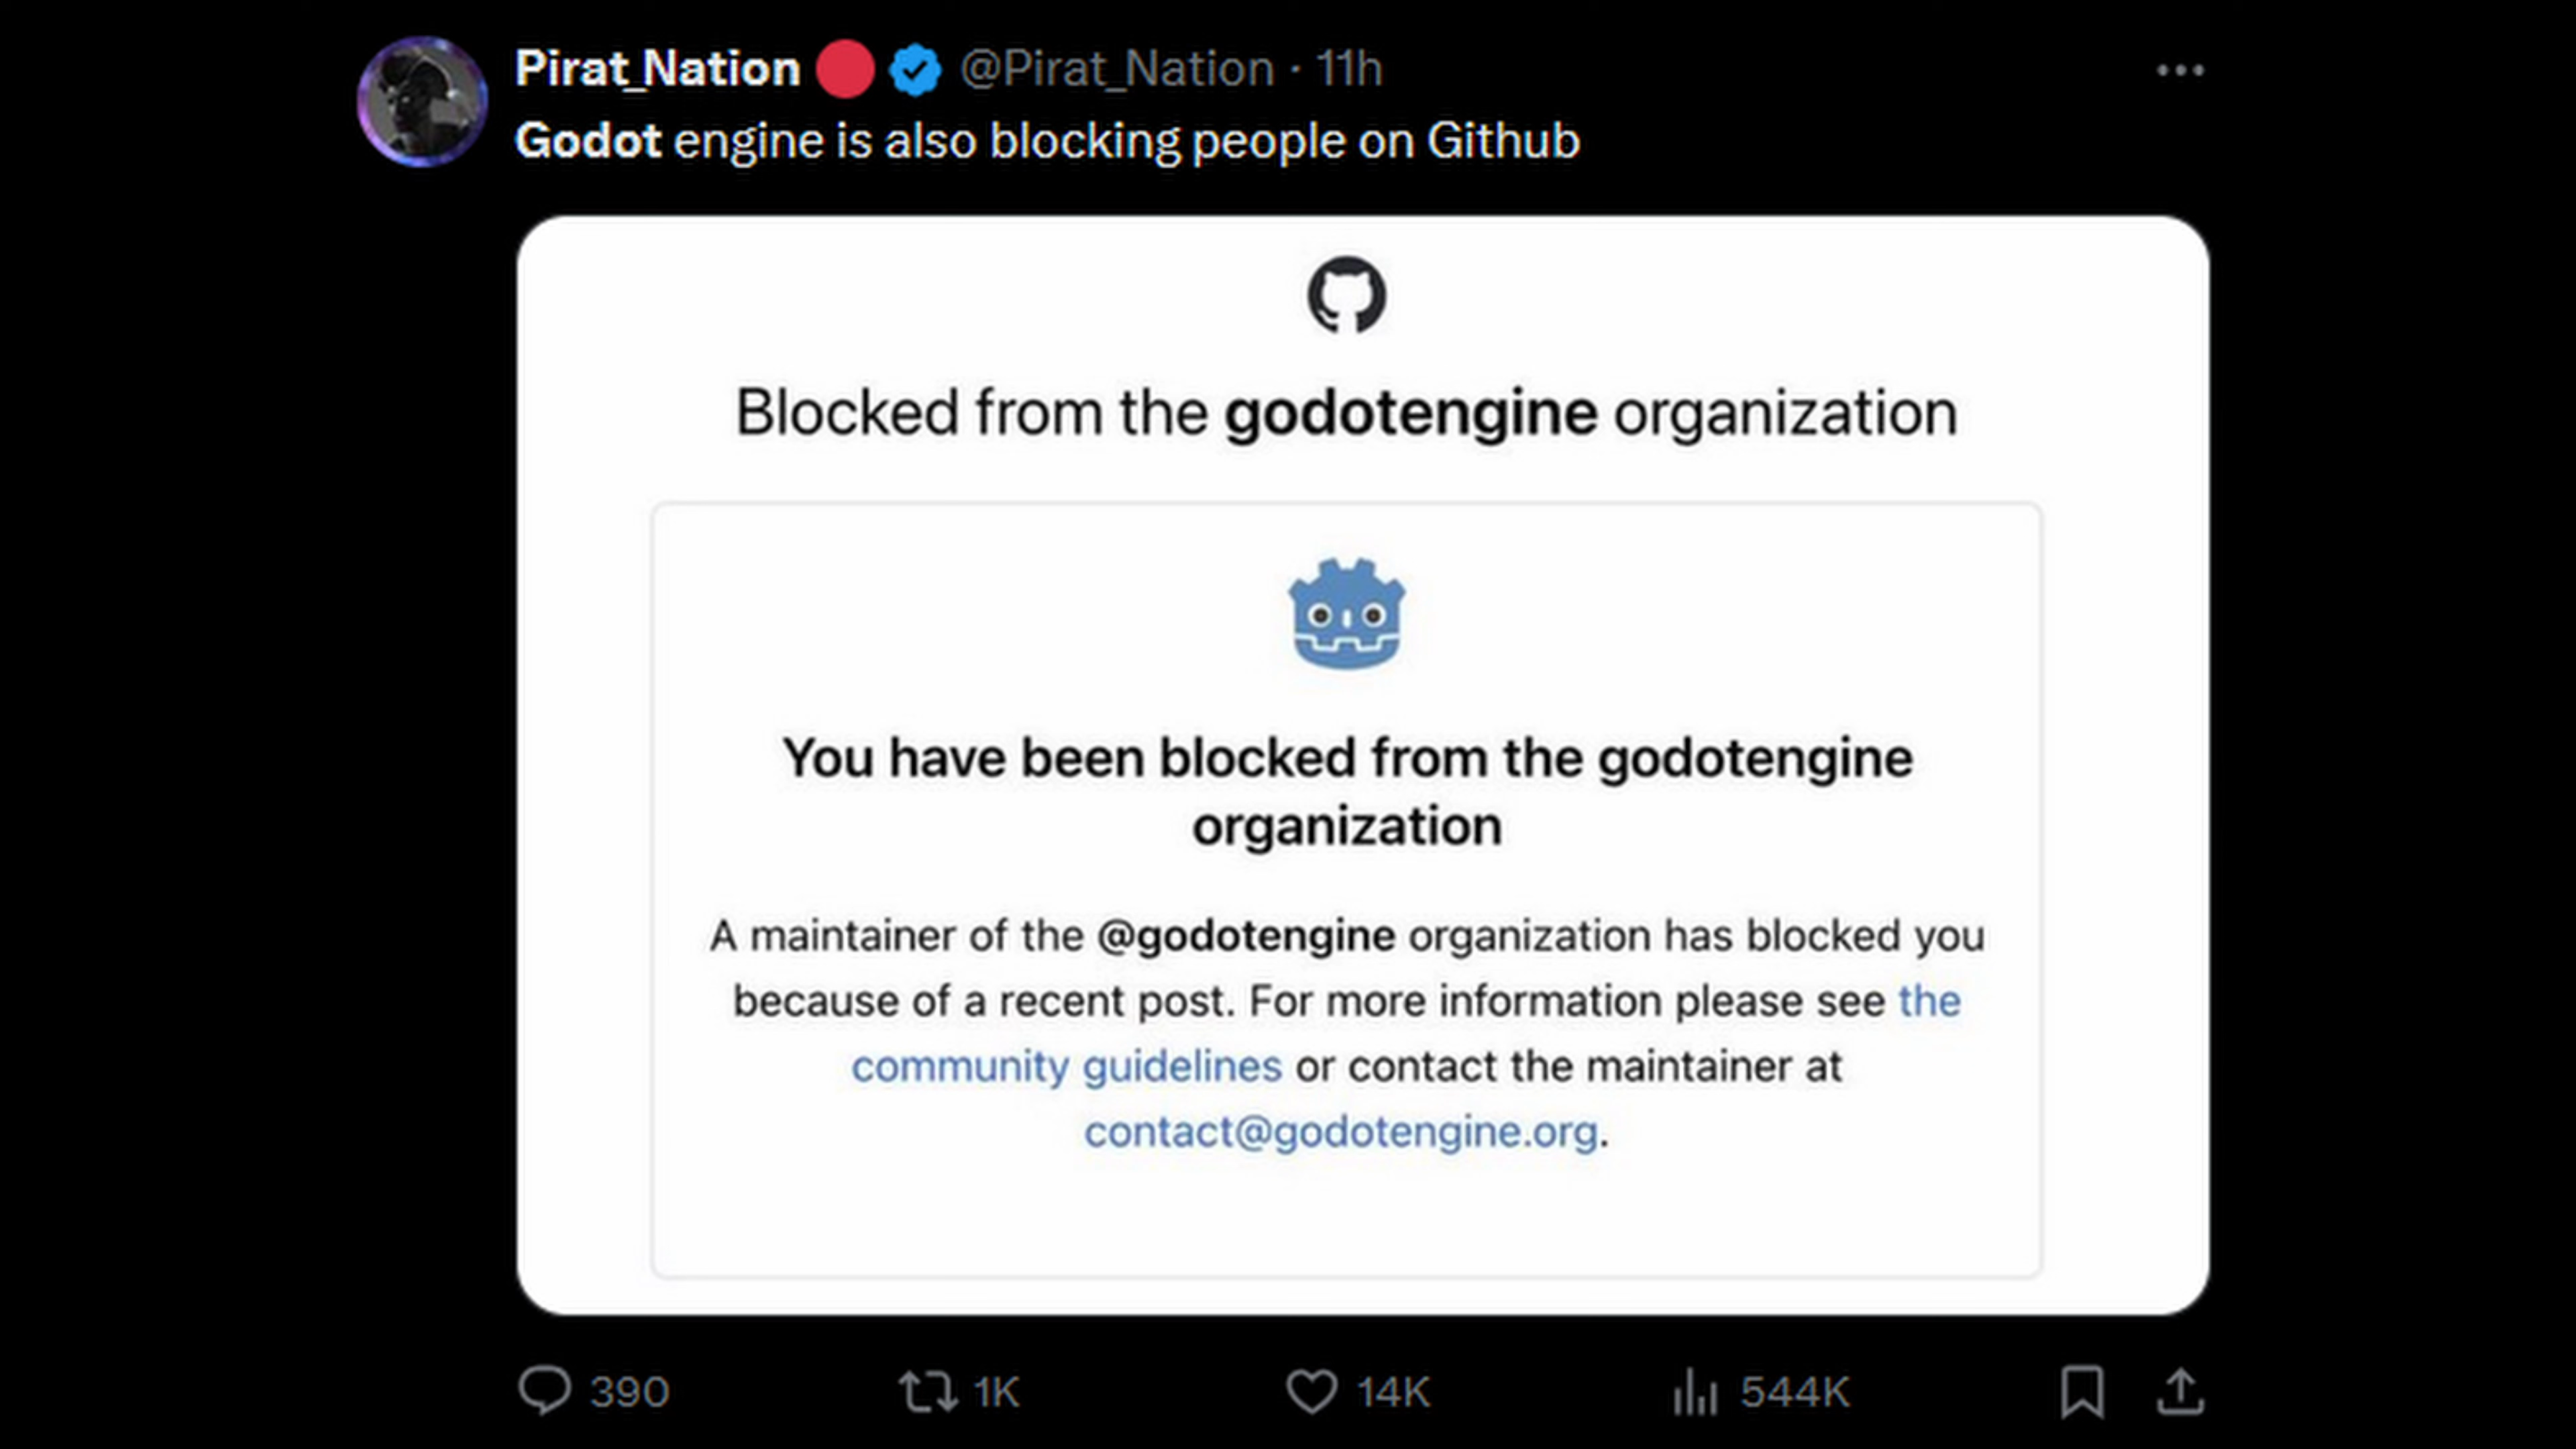 Pirat_Nation @Pirat_Nation · 11h
Godot engine is also blocking people on Github
Blocked from the godotengine organization
You have been blocked from the godotengine
organization
A maintainer of the @godotengine organization has blocked you
because of a recent post. For more information please see the
community guidelines or contact the maintainer at
contact@godotengine.org.
390 1K 14K 544K